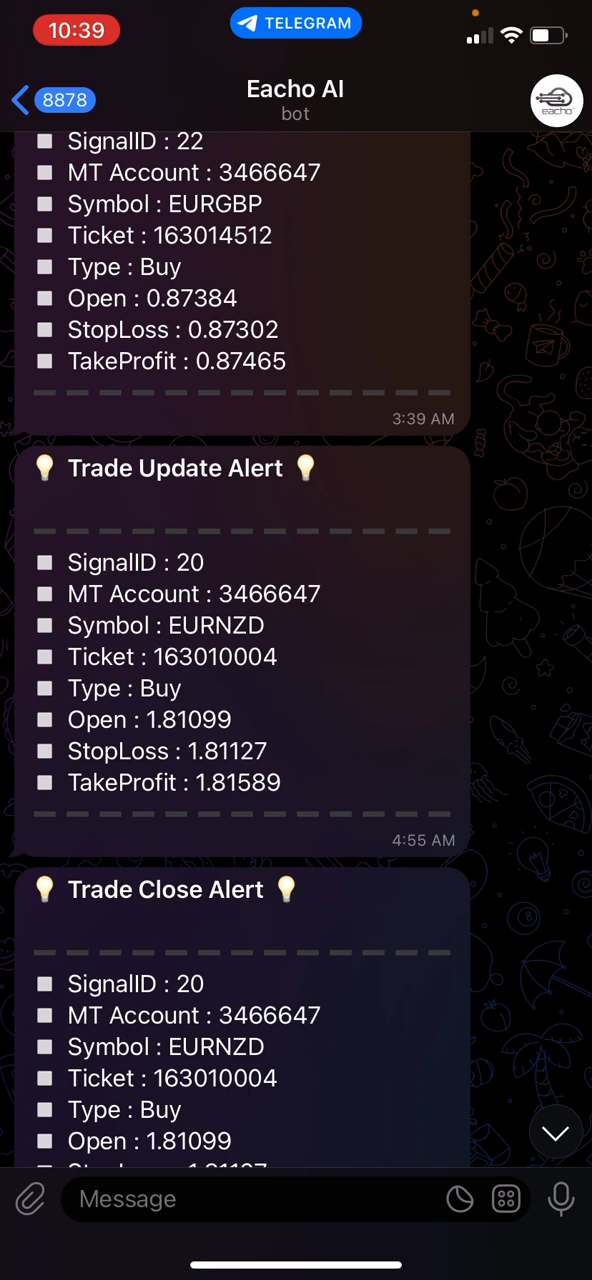 10:39
TELEGRAM
8878
Eacho AI
bot
eacho
SignalID : 22
MT Account : 3466647
Symbol : EURGBP
Ticket : 163014512
Type : Buy
Open : 0.87384
StopLoss : 0.87302
TakeProfit : 0.87465
3:39 AM
Trade Update Alert
SignalID : 20
MT Account : 3466647
Symbol : EURNZD
Ticket : 163010004
Type : Buy
Open : 1.81099
StopLoss : 1.81127
TakeProfit : 1.81589
4:55 AM
Trade Close Alert
SignalID : 20
MT Account : 3466647
Symbol : EURNZD
Ticket : 163010004
Type : Buy
Open : 1.81099
Message